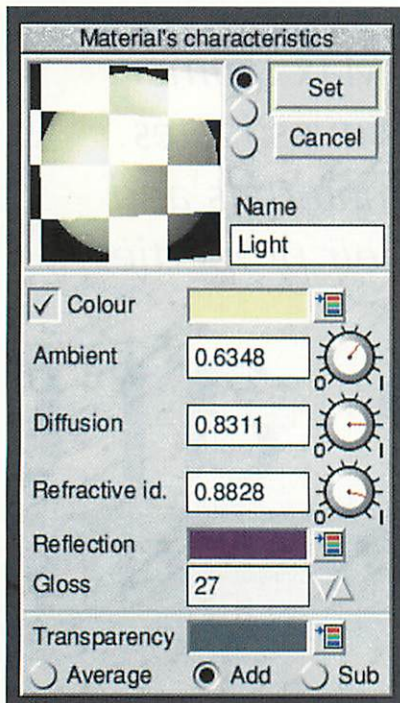 Material's characteristics
Set
Cancel
Name
Light
Colour
Ambient 0.6348 0 1
Diffusion 0.8311 0 1
Refractive id. 0.8828 0 1
Reflection
Gloss 27
Transparency
Average Add Sub